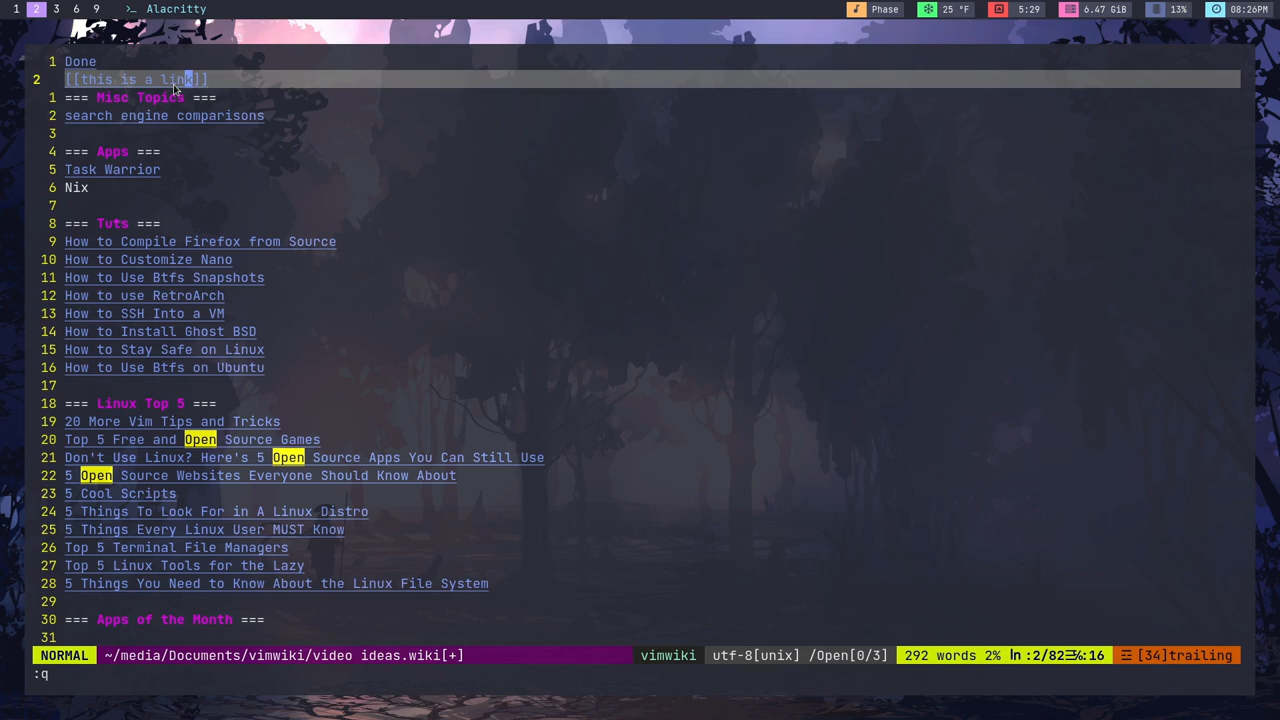 1 2 3 6 9 >_ Alacritty Phase 25 °F 5:29 6.47 GiB 13% 08:26PM
1 Done
2 [[this is a link]]
1 === Misc Topics ===
2 search engine comparisons
3
4 === Apps ===
5 Task Warrior
6 Nix
7
8 === Tuts ===
9 How to Compile Firefox from Source
10 How to Customize Nano
11 How to Use Btfs Snapshots
12 How to use RetroArch
13 How to SSH Into a VM
14 How to Install Ghost BSD
15 How to Stay Safe on Linux
16 How to Use Btfs on Ubuntu
17
18 === Linux Top 5 ===
19 20 More Vim Tips and Tricks
20 Top 5 Free and Open Source Games
21 Don't Use Linux? Here's 5 Open Source Apps You Can Still Use
22 5 Open Source Websites Everyone Should Know About
23 5 Cool Scripts
24 5 Things To Look For in A Linux Distro
25 5 Things Every Linux User MUST Know
26 Top 5 Terminal File Managers
27 Top 5 Linux Tools for the Lazy
28 5 Things You Need to Know About the Linux File System
29
30 === Apps of the Month ===
31
NORMAL ~/media/Documents/vimwiki/video ideas.wiki[+] vimwiki utf-8[unix] /Open[0/3] 292 words 2% ln :2/82☰℅:16 ☲ [34]trailing
:q